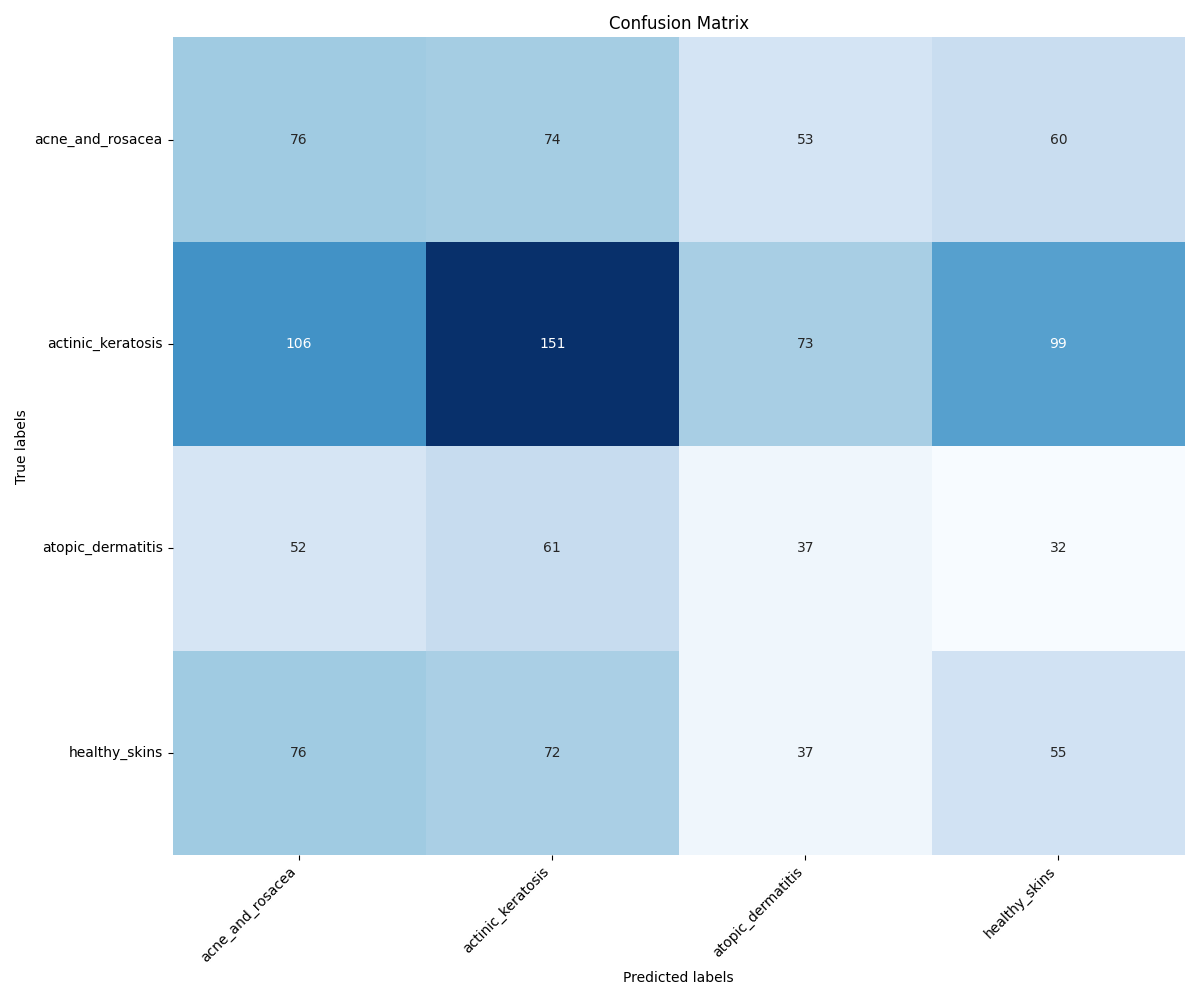 Confusion Matrix
True labels
acne_and_rosacea
76 74 53 60
actinic_keratosis
106 151 73 99
atopic_dermatitis
52 61 37 32
healthy_skins
76 72 37 55
acne_and_rosacea
actinic_keratosis
atopic_dermatitis
healthy_skins
Predicted labels